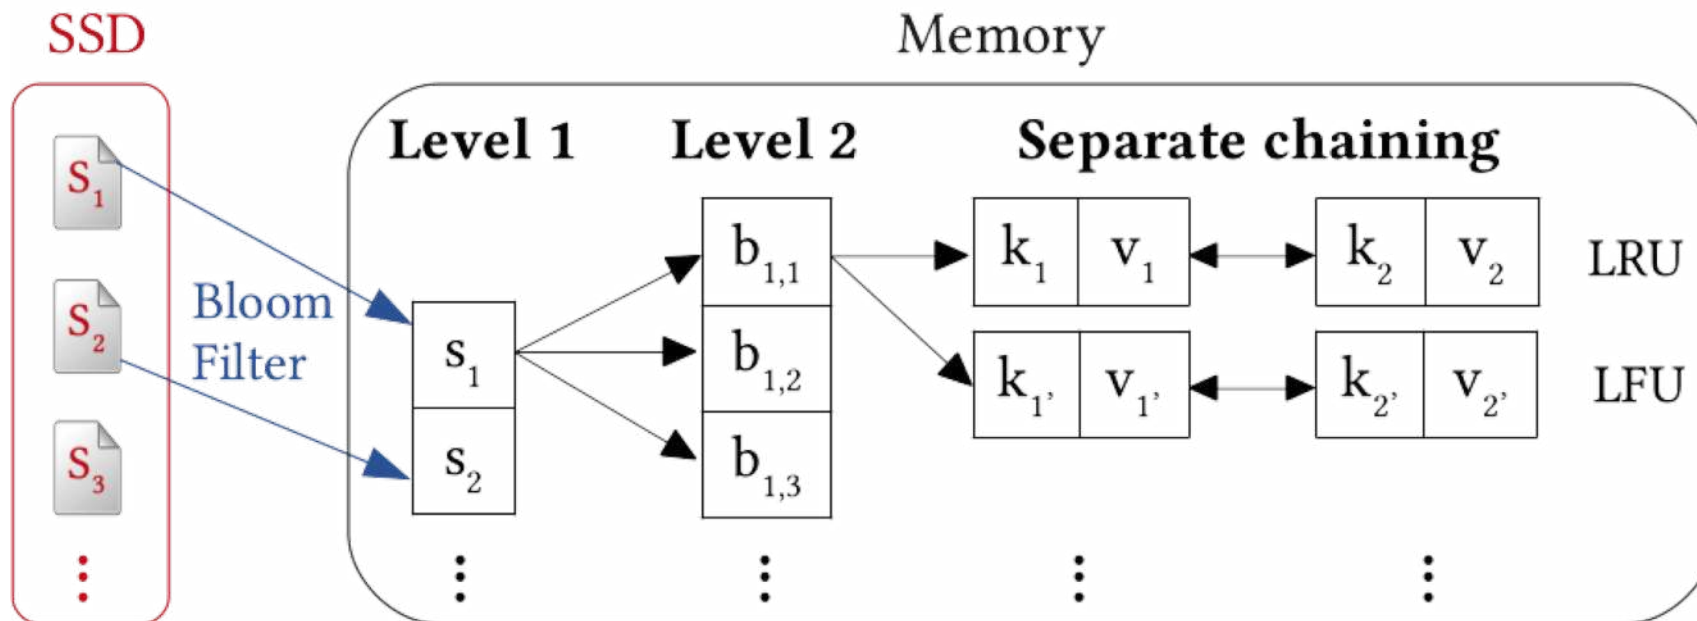 SSD
Memory
Level 1
Level 2
Separate chaining
S1
S2
S3
Bloom
Filter
s1
s2
b1,1
b1,2
b1,3
k1 v1
k2 v2
LRU
k1’ v1’
k2’ v2’
LFU